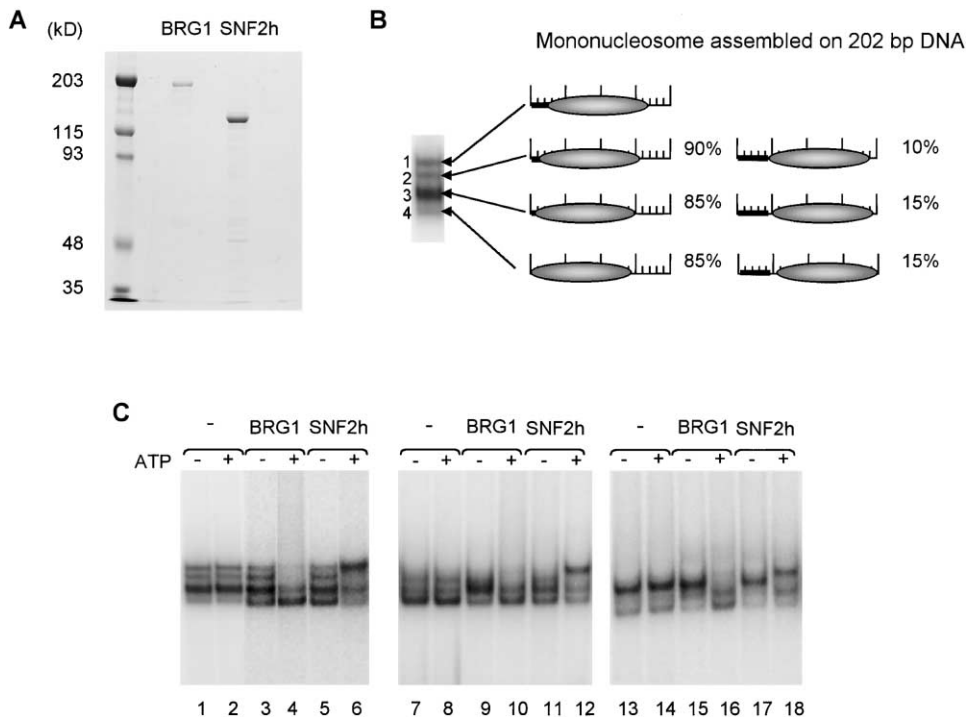 A (kD) BRG1 SNF2h
203
115
93
48
35
B
Mononucleosome assembled on 202 bp DNA
1
2
3
4
90% 10%
85% 15%
85% 15%
C
- BRG1 SNF2h - BRG1 SNF2h - BRG1 SNF2h
ATP - + - + - + - + - + - + - + - + - +
1 2 3 4 5 6 7 8 9 10 11 12 13 14 15 16 17 18